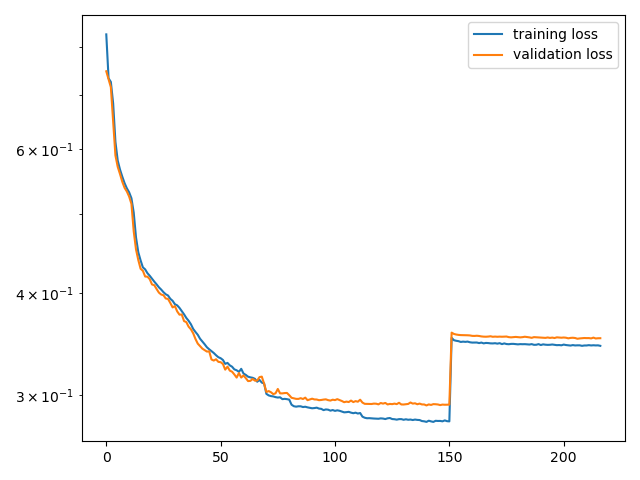 training loss
validation loss
6 × 10⁻¹
4 × 10⁻¹
3 × 10⁻¹
0 50 100 150 200